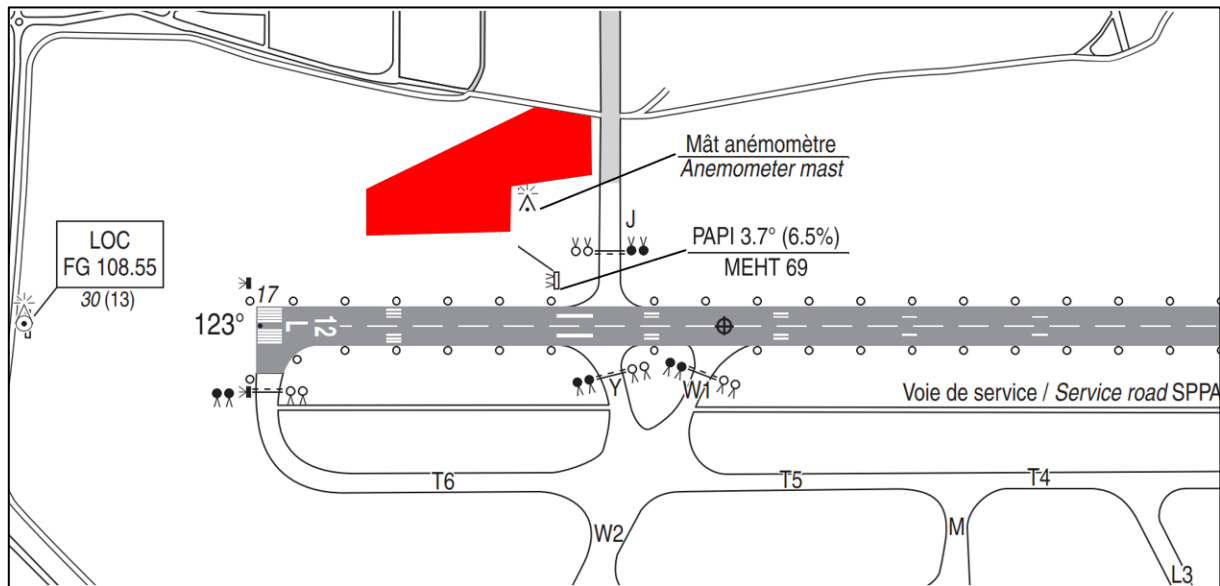 Mât anémomètre
Anemometer mast
J
LOC
FG 108.55
30 (13)
PAPI 3.7° (6.5%)
MEHT 69
17
123°
L
12
Y
W1
Voie de service / Service road SPPA
T6
T5
T4
W2
M
L3